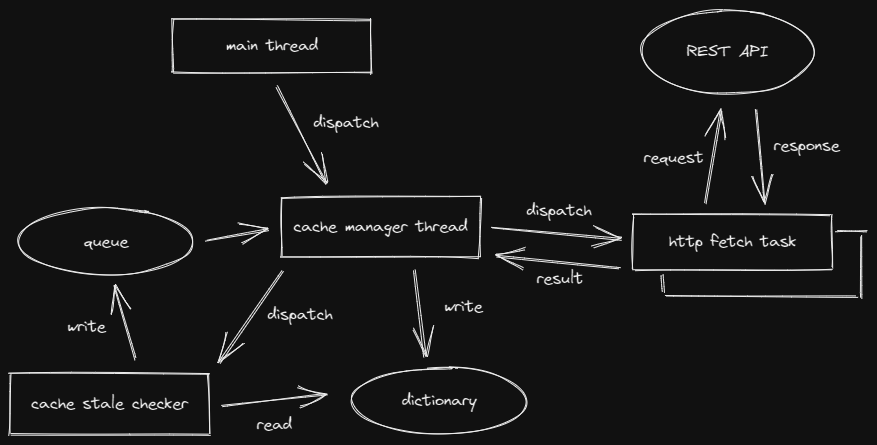 main thread
REST API
dispatch
request
response
queue
cache manager thread
dispatch
http fetch task
result
write
dispatch
write
cache stale checker
read
dictionary